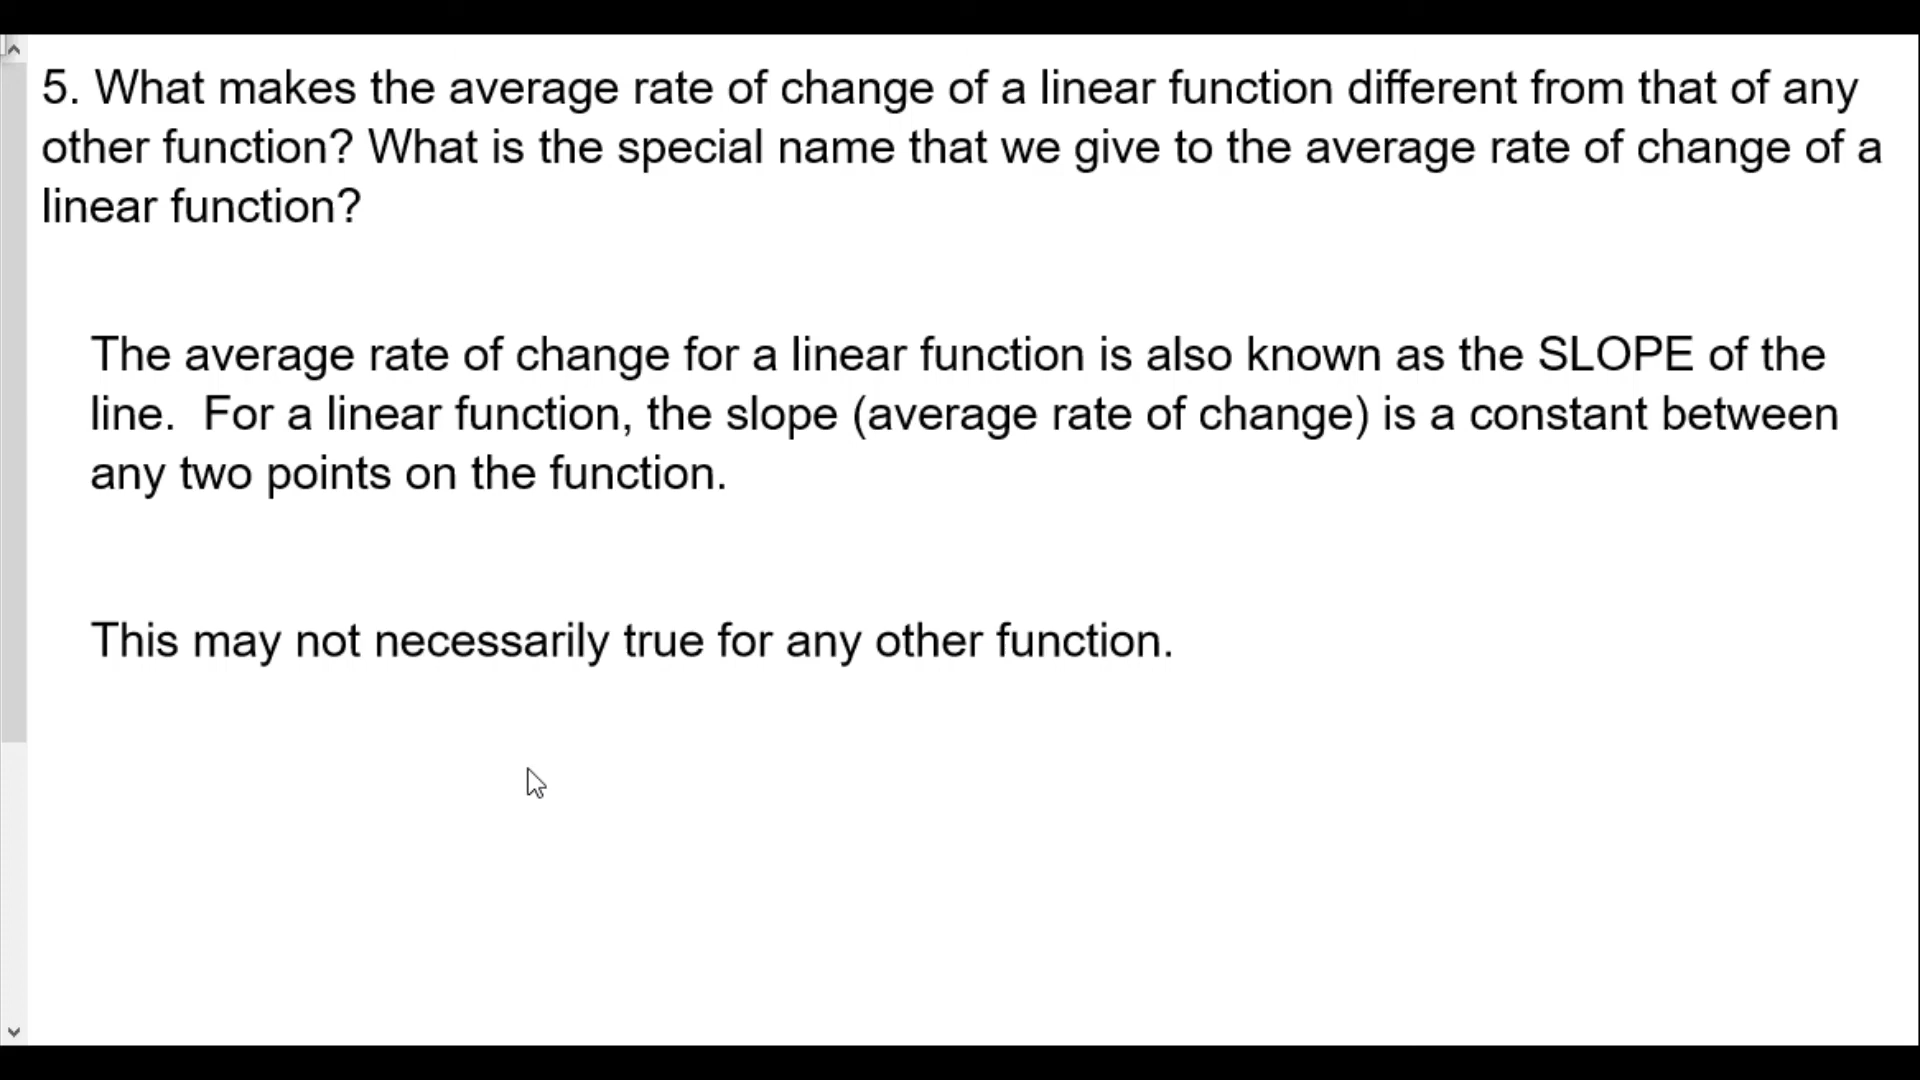 5. What makes the average rate of change of a linear function different from that of any
other function? What is the special name that we give to the average rate of change of a
linear function?
The average rate of change for a linear function is also known as the SLOPE of the
line.  For a linear function, the slope (average rate of change) is a constant between
any two points on the function.
This may not necessarily true for any other function.